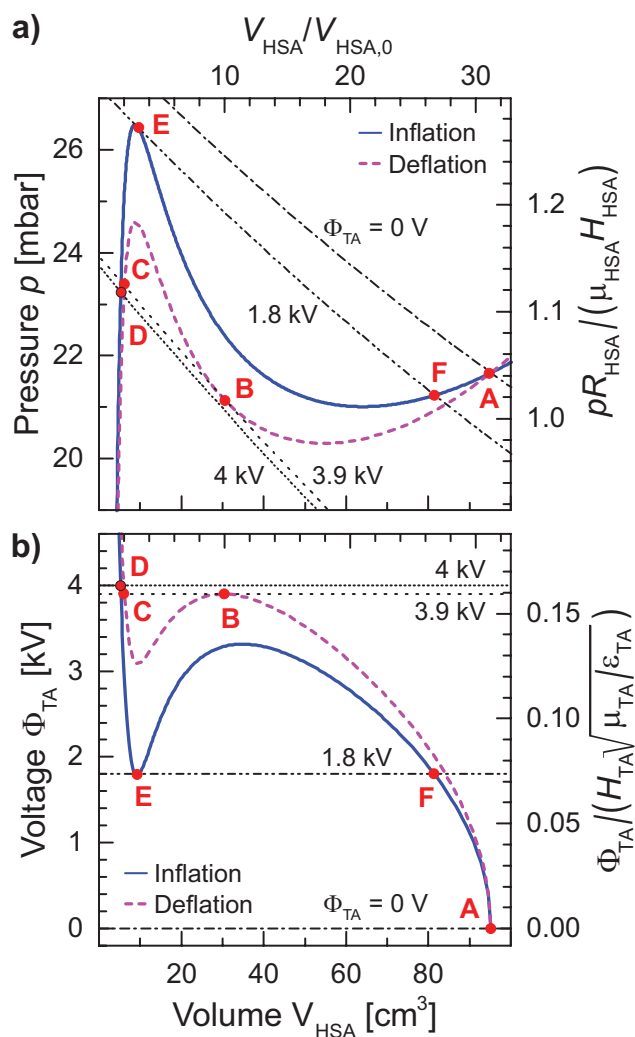 a)
V_HSA/V_HSA,0
10 20 30
Inflation
Deflation
E
Φ_TA = 0 V
1.8 kV
C
D
B
F
A
4 kV 3.9 kV
26
24
22
20
Pressure p [mbar]
1.2
1.1
1.0
pR_HSA/(μ_HSA H_HSA)
b)
D
4 kV
C
B
3.9 kV
1.8 kV
E
F
Inflation
Deflation
Φ_TA = 0 V
A
4
3
2
1
0
Voltage Φ_TA [kV]
0.15
0.10
0.05
0.00
Φ_TA/(H_TA√μ_TA/ε_TA)
20 40 60 80
Volume V_HSA [cm³]